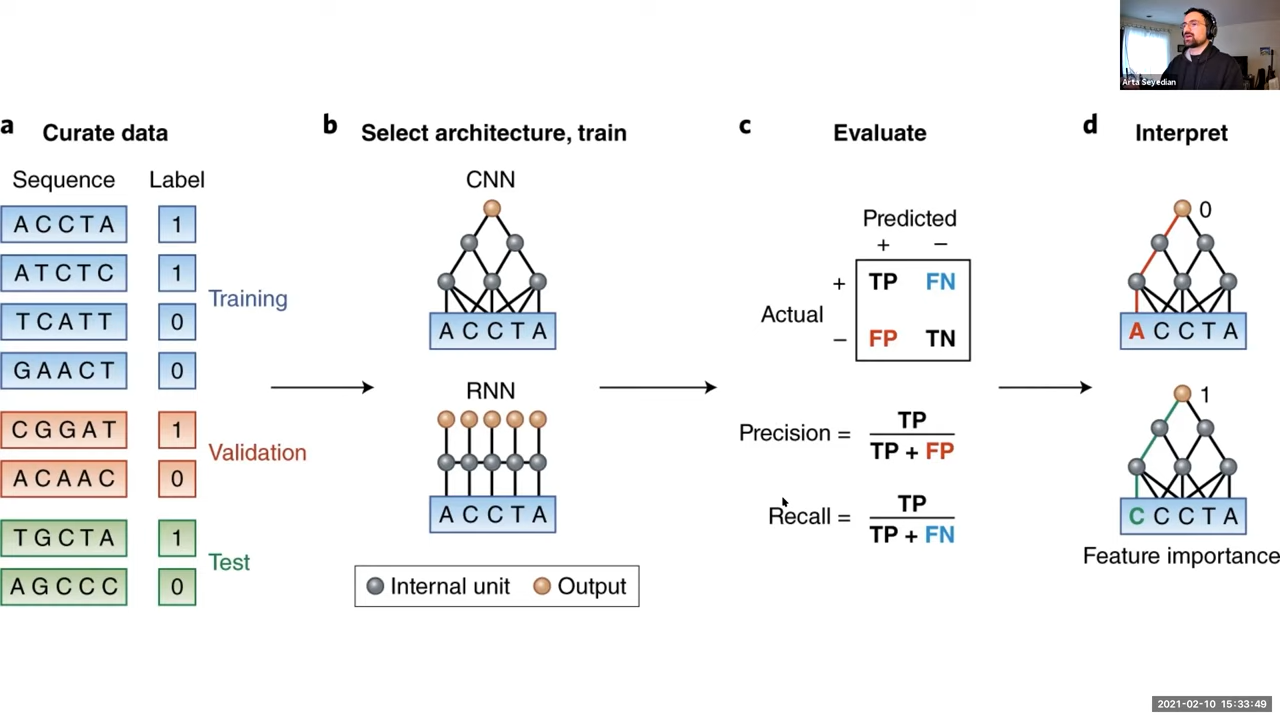 Arta Seyedian
a Curate data
Sequence Label
A C C T A 1
A T C T C 1
T C A T T 0
G A A C T 0
Training
C G G A T 1
A C A A C 0
Validation
T G C T A 1
A G C C C 0
Test
b Select architecture, train
CNN
A C C T A
RNN
A C C T A
Internal unit Output
c Evaluate
Predicted
+ −
Actual
+ TP FN
− FP TN
Precision = TP
TP + FP
Recall = TP
TP + FN
d Interpret
0
A C C T A
1
C C C T A
Feature importance
2021-02-10 15:33:49